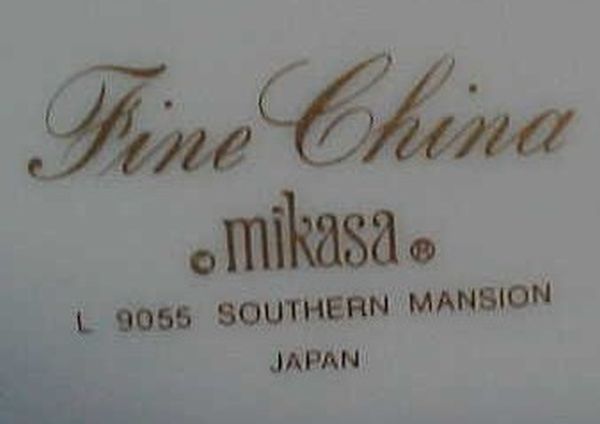 Fine China
© mikasa ®
L 9055 SOUTHERN MANSION
JAPAN